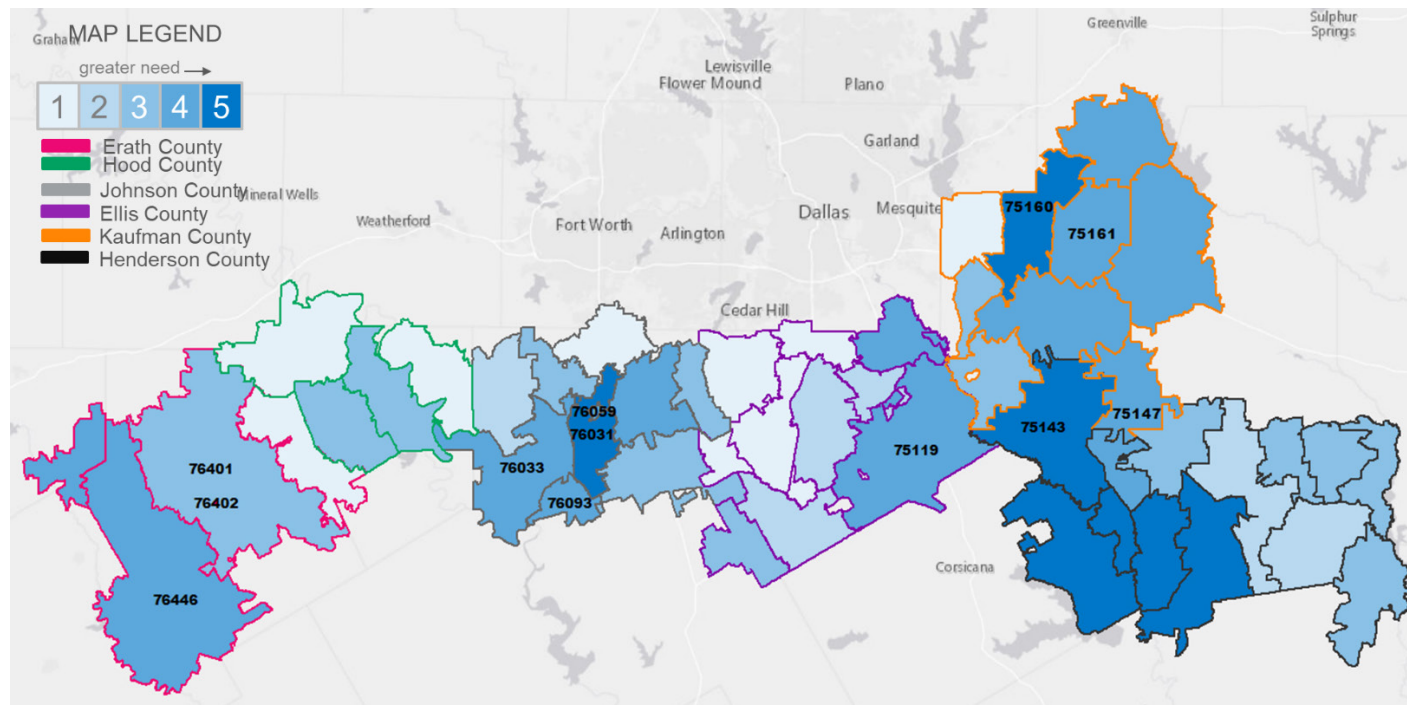 MAP LEGEND
greater need
1 2 3 4 5
Erath County
Hood County
Johnson County
Ellis County
Kaufman County
Henderson County
Graham
Greenville
Sulphur
Springs
Lewisville
Flower Mound
Plano
Garland
Mineral Wells
Weatherford
Fort Worth
Arlington
Dallas
Mesquite
75160
75161
Cedar Hill
76059
76031
75143
75147
76401
76033
75119
76402
76093
Corsicana
76446